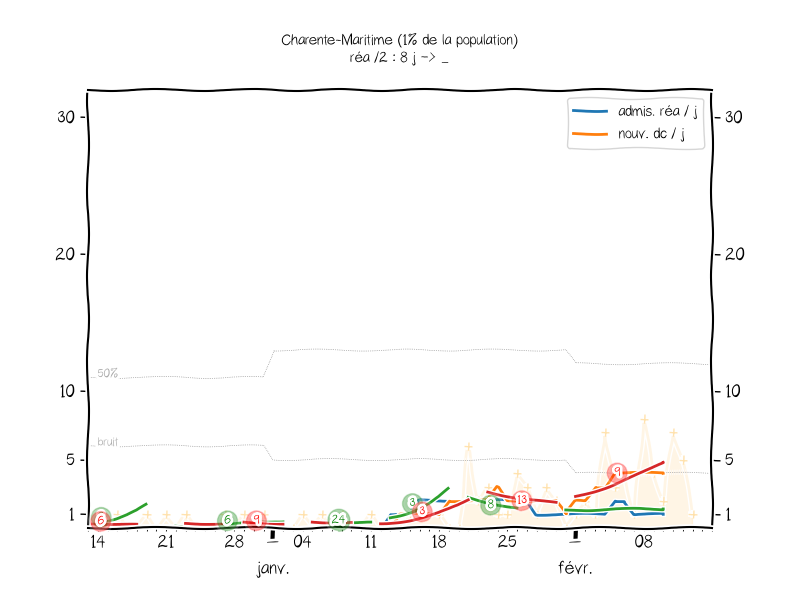 Charente-Maritime (1% de la population)
réa /2 : 8 j -> _
admis. réa / j
nouv. dc / j
30 30
20 20
50%
10 10
bruit
5 5
1 1
6 6 9 24 3 3 8 13 9
14 21 28 04 11 18 25 08
janv. févr.